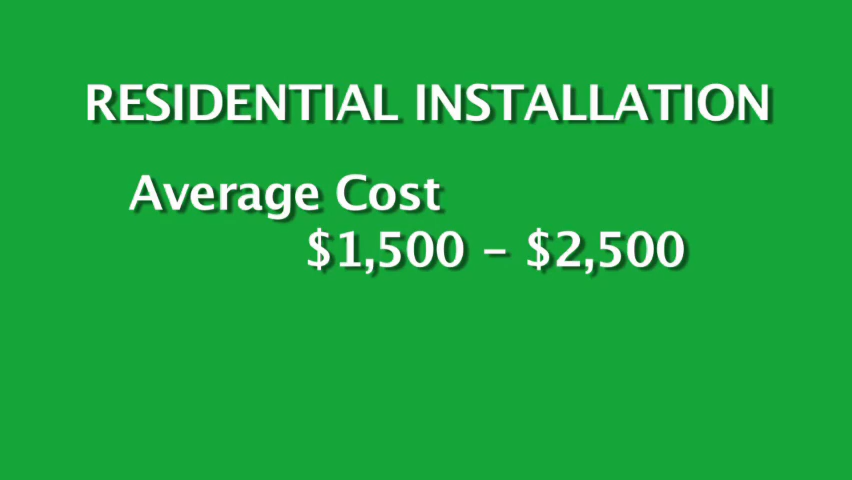 RESIDENTIAL INSTALLATION
Average Cost
$1,500 – $2,500